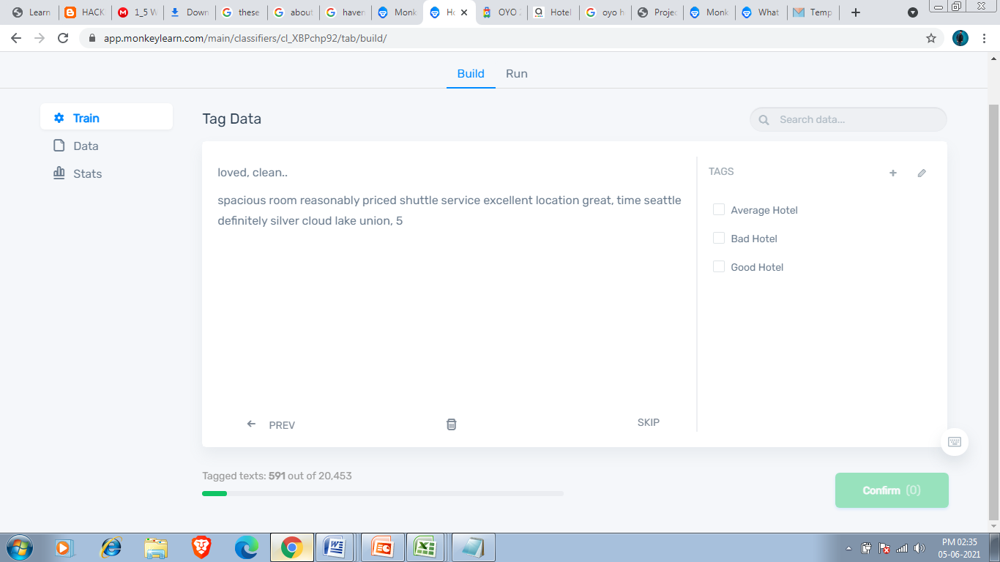 Learn
HACK
1_5 W
Down
these
about
haven
Monk
Ho
OYO 2
Hotel
oyo h
Projec
Monk
What
Temp
app.monkeylearn.com/main/classifiers/cl_XBPchp92/tab/build/
Build
Run
Train
Data
Stats
Tag Data
Search data...
loved, clean..
spacious room reasonably priced shuttle service excellent location great, time seattle
definitely silver cloud lake union, 5
TAGS
Average Hotel
Bad Hotel
Good Hotel
PREV
SKIP
Tagged texts: 591 out of 20,453
Confirm (0)
PM 02:35
05-06-2021